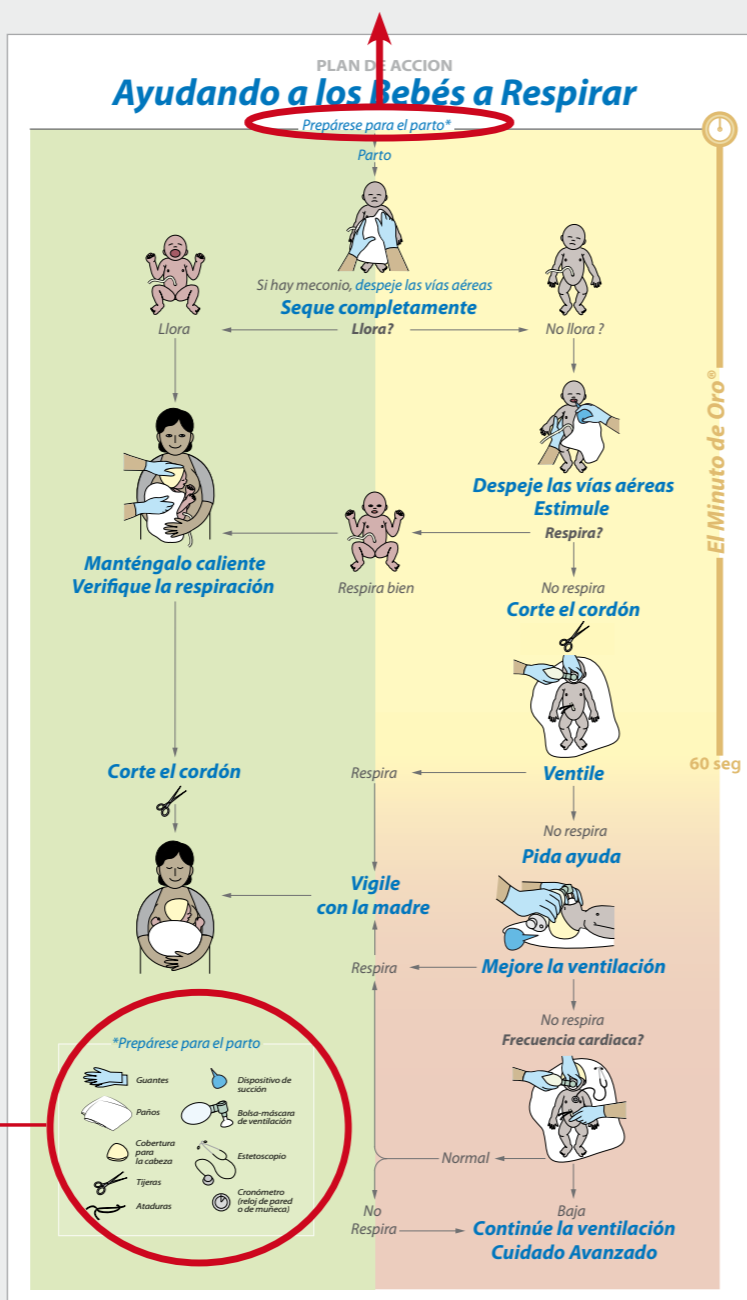 PLAN DE ACCION
Ayudando a los Bebés a Respirar
Prepárese para el parto*
Parto
Si hay meconio, despeje las vías aéreas
Seque completamente
Llora
Llora?
No llora ?
Despeje las vías aéreas
Estimule
Respira?
Manténgalo caliente
Verifique la respiración
Respira bien
No respira
Corte el cordón
El Minuto de Oro®
60 seg
Corte el cordón
Respira
Ventile
No respira
Pida ayuda
Vigile
con la madre
Respira
Mejore la ventilación
No respira
Frecuencia cardiaca?
Normal
Baja
No
Respira
Continúe la ventilación
Cuidado Avanzado
*Prepárese para el parto
Guantes
Paños
Cobertura
para
la cabeza
Tijeras
Ataduras
Dispositivo de
succión
Bolsa-máscara
de ventilación
Estetoscopio
Cronómetro
(reloj de pared
o de muñeca)